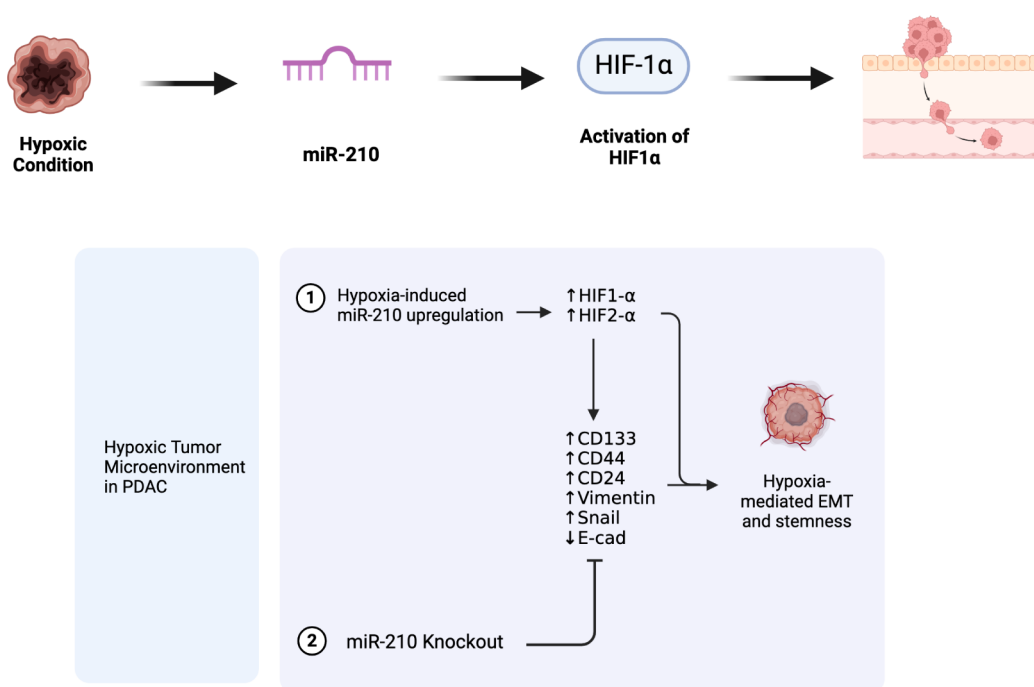 Hypoxic
Condition
miR-210
HIF-1α
Activation of
HIF1α
Hypoxic Tumor
Microenvironment
in PDAC
1
Hypoxia-induced
miR-210 upregulation
↑HIF1-α
↑HIF2-α
↑CD133
↑CD44
↑CD24
↑Vimentin
↑Snail
↓E-cad
Hypoxia-
mediated EMT
and stemness
2
miR-210 Knockout